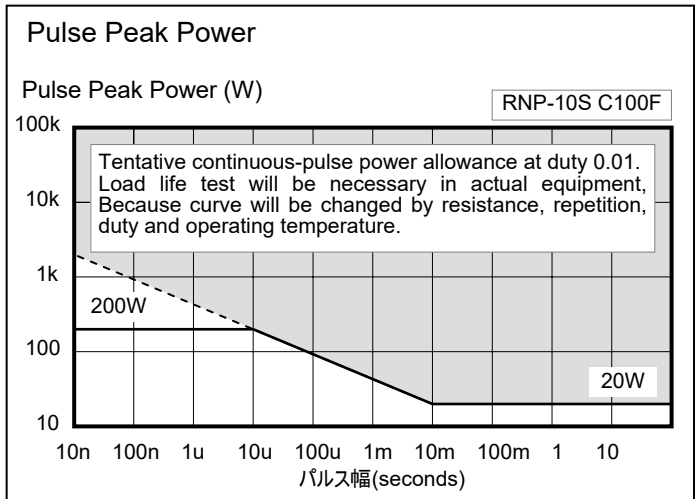 Pulse Peak Power
Pulse Peak Power (W)
RNP-10S C100F
100k
Tentative continuous-pulse power allowance at duty 0.01.
Load life test will be necessary in actual equipment,
Because curve will be changed by resistance, repetition,
duty and operating temperature.
10k
1k
200W
100
20W
10
10n 100n 1u 10u 100u 1m 10m 100m 1 10
パルス幅(seconds)